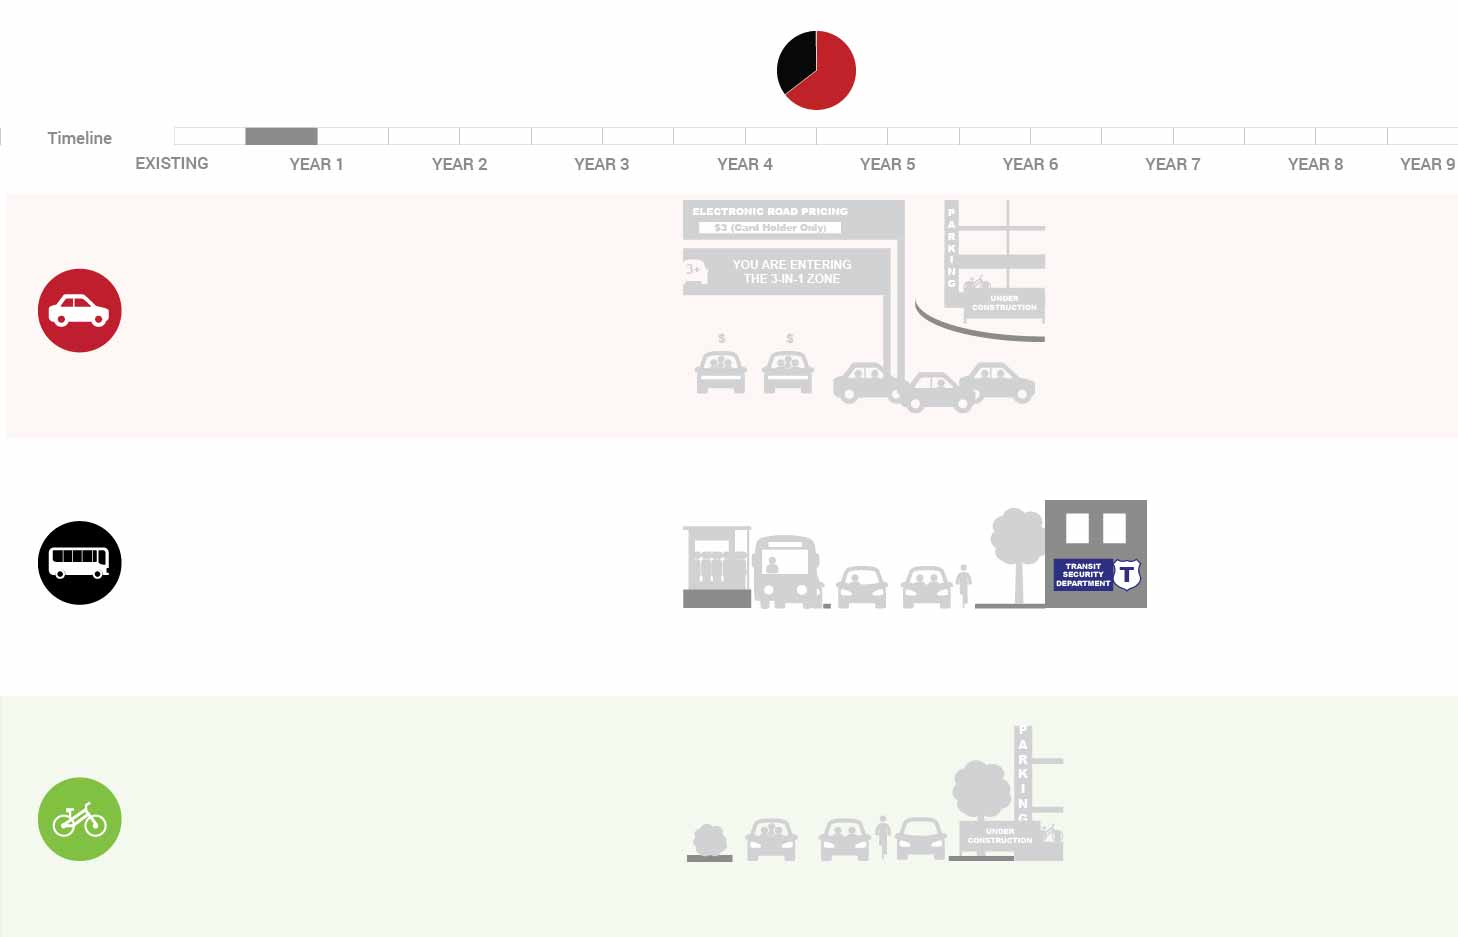 Timeline
EXISTING
YEAR 1
YEAR 2
YEAR 3
YEAR 4
YEAR 5
YEAR 6
YEAR 7
YEAR 8
YEAR 9
ELECTRONIC ROAD PRICING
$3 (Card Holder Only)
3+
YOU ARE ENTERING
THE 3-IN-1 ZONE
PARKING
UNDER
CONSTRUCTION
$
$
TRANSIT
SECURITY
DEPARTMENT
T
PARKING
UNDER
CONSTRUCTION